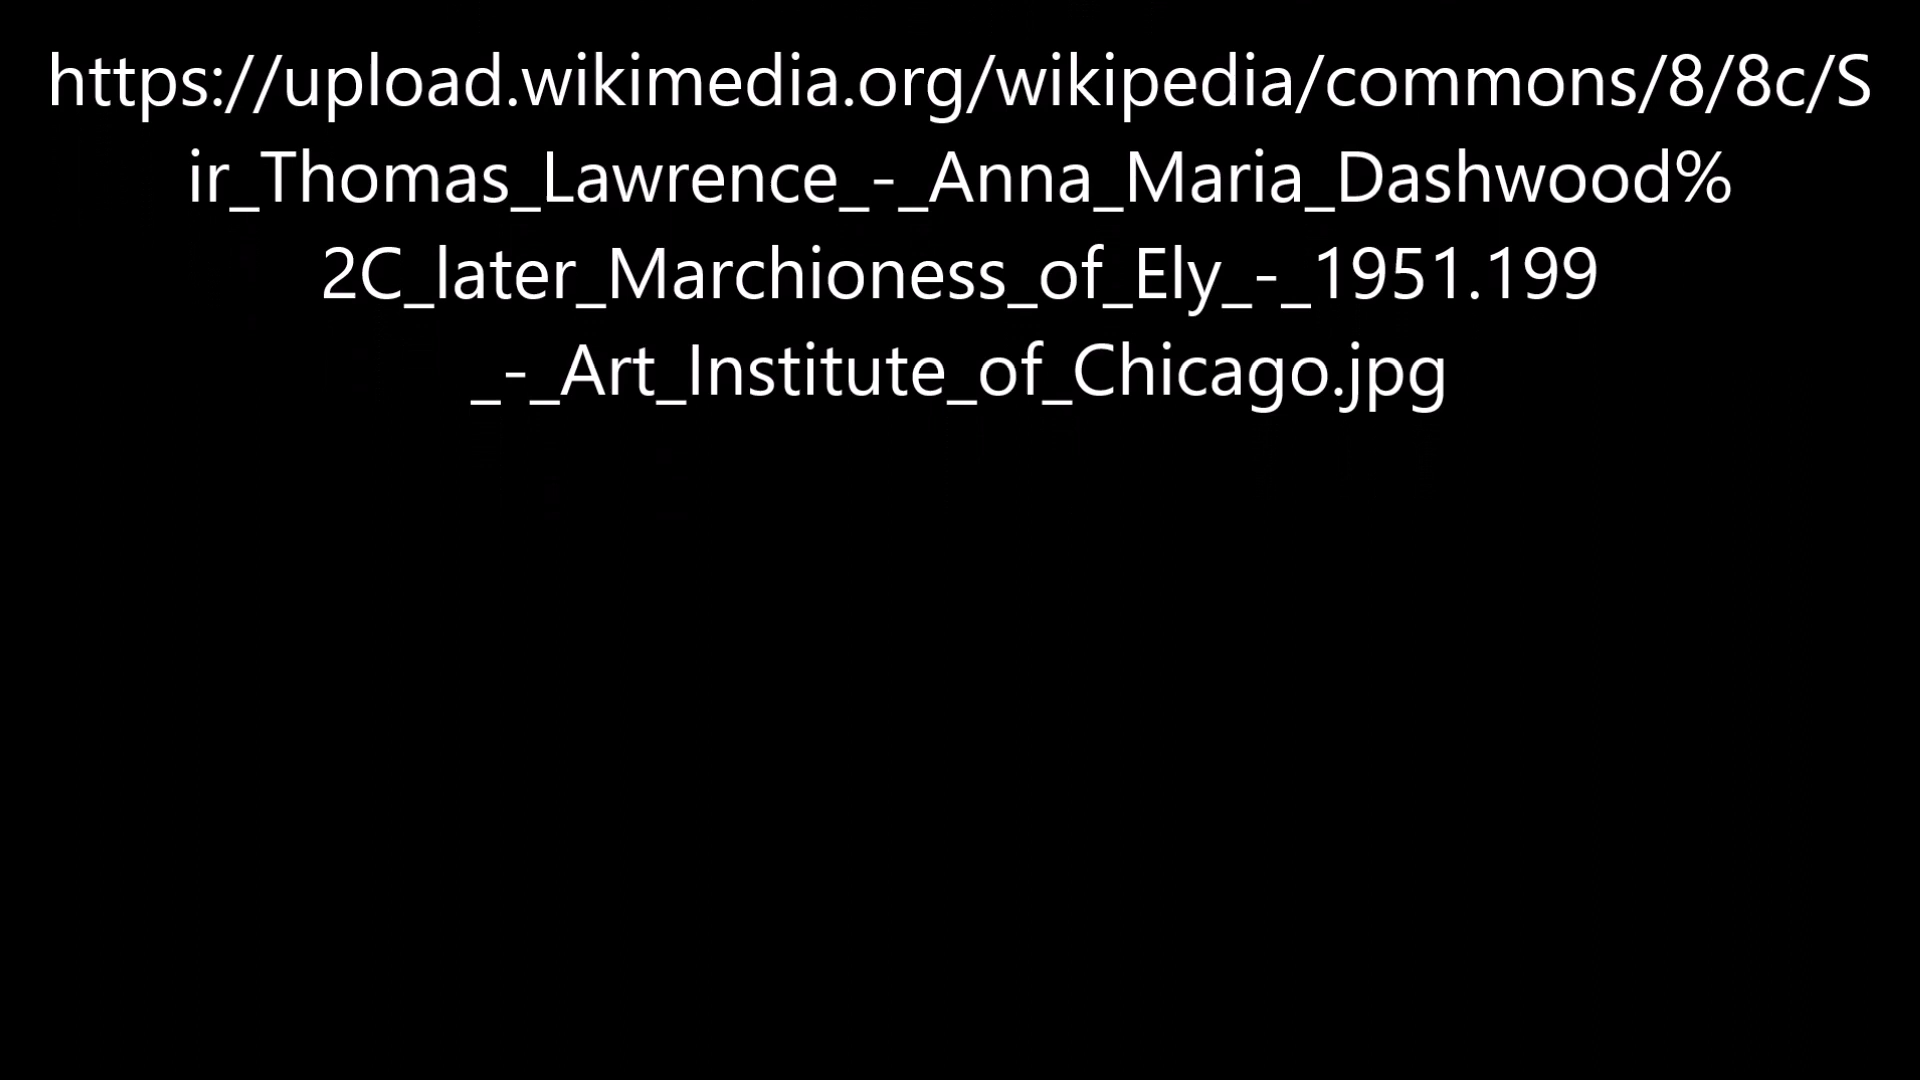 https://upload.wikimedia.org/wikipedia/commons/8/8c/S
ir_Thomas_Lawrence_-_Anna_Maria_Dashwood%
2C_later_Marchioness_of_Ely_-_1951.199
_-_Art_Institute_of_Chicago.jpg